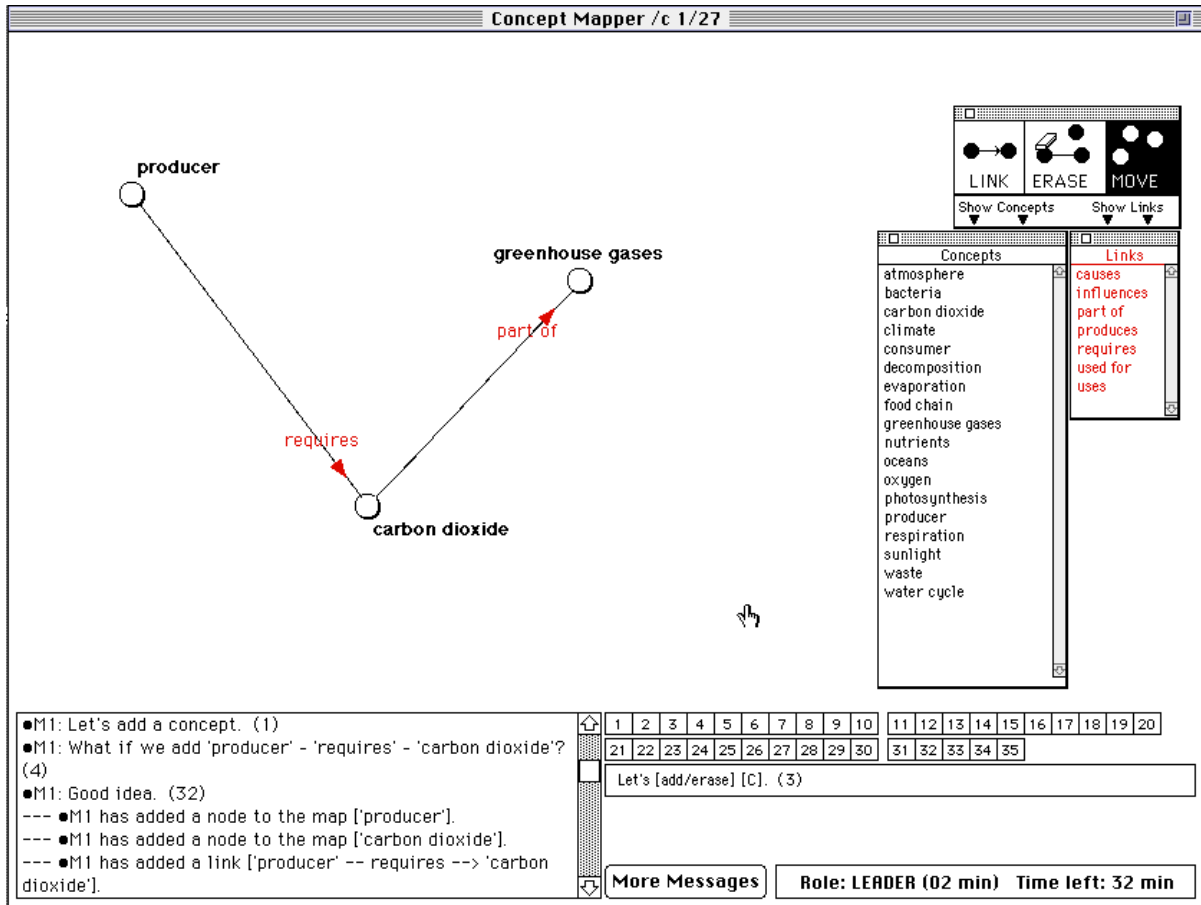 Concept Mapper /c 1/27
producer
greenhouse gases
part of
requires
carbon dioxide
LINK ERASE MOVE
Show Concepts Show Links
Concepts
atmosphere
bacteria
carbon dioxide
climate
consumer
decomposition
evaporation
food chain
greenhouse gases
nutrients
oceans
oxygen
photosynthesis
producer
respiration
sunlight
waste
water cycle
Links
causes
influences
part of
produces
requires
used for
uses
●M1: Let's add a concept. (1)
●M1: What if we add 'producer' - 'requires' - 'carbon dioxide'?
(4)
●M1: Good idea. (32)
--- ●M1 has added a node to the map ['producer'].
--- ●M1 has added a node to the map ['carbon dioxide'].
--- ●M1 has added a link ['producer' -- requires --> 'carbon
dioxide'].
1 2 3 4 5 6 7 8 9 10 11 12 13 14 15 16 17 18 19 20
21 22 23 24 25 26 27 28 29 30 31 32 33 34 35
Let's [add/erase] [C]. (3)
More Messages
Role: LEADER (02 min) Time left: 32 min